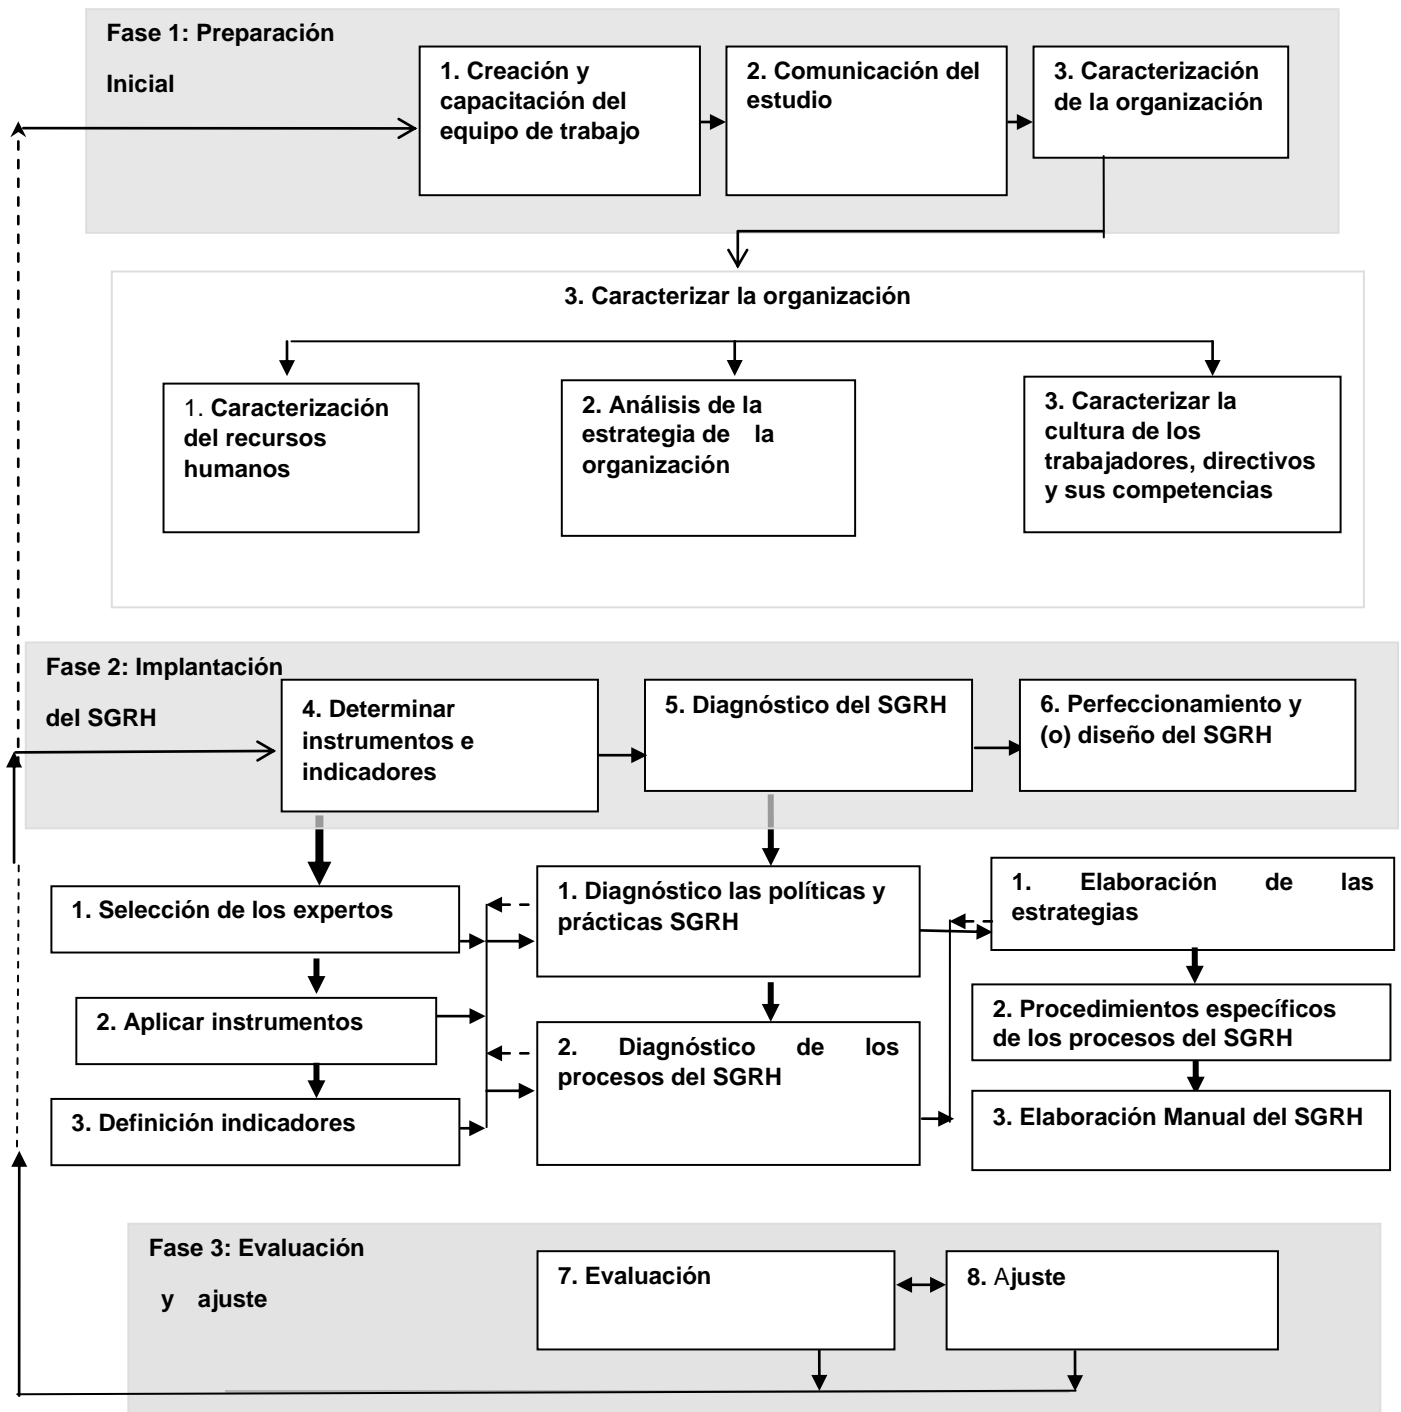 Fase 1: Preparación
Inicial
1. Creación y
capacitación del
equipo de trabajo
2. Comunicación del
estudio
3. Caracterización
de la organización
3. Caracterizar la organización
1. Caracterización
del recursos
humanos
2. Análisis de la
estrategia de la
organización
3. Caracterizar la
cultura de los
trabajadores, directivos
y sus competencias
Fase 2: Implantación
del SGRH
4. Determinar
instrumentos e
indicadores
5. Diagnóstico del SGRH
6. Perfeccionamiento y
(o) diseño del SGRH
1. Selección de los expertos
2. Aplicar instrumentos
3. Definición indicadores
1. Diagnóstico las políticas y
prácticas SGRH
2. Diagnóstico de los
procesos del SGRH
1. Elaboración de las
estrategias
2. Procedimientos específicos
de los procesos del SGRH
3. Elaboración Manual del SGRH
Fase 3: Evaluación
y ajuste
7. Evaluación
8. Ajuste